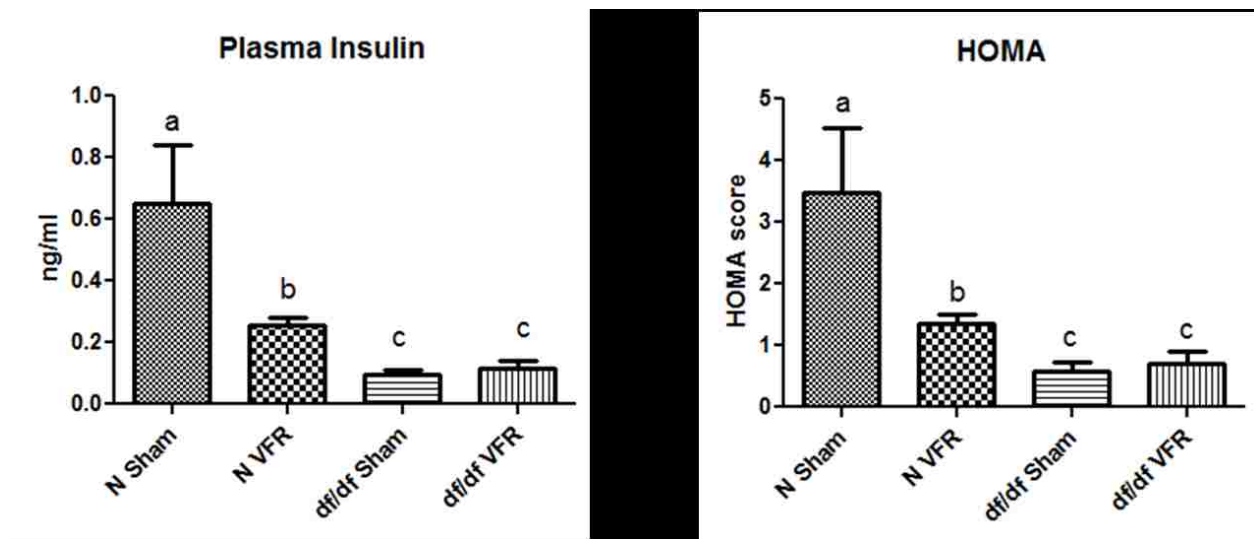 Plasma Insulin
ng/ml
1.0
0.8
0.6
0.4
0.2
0.0
a
b
c
c
N Sham
N VFR
df/df Sham
df/df VFR
HOMA
HOMA score
5
4
3
2
1
0
a
b
c
c
N Sham
N VFR
df/df Sham
df/df VFR